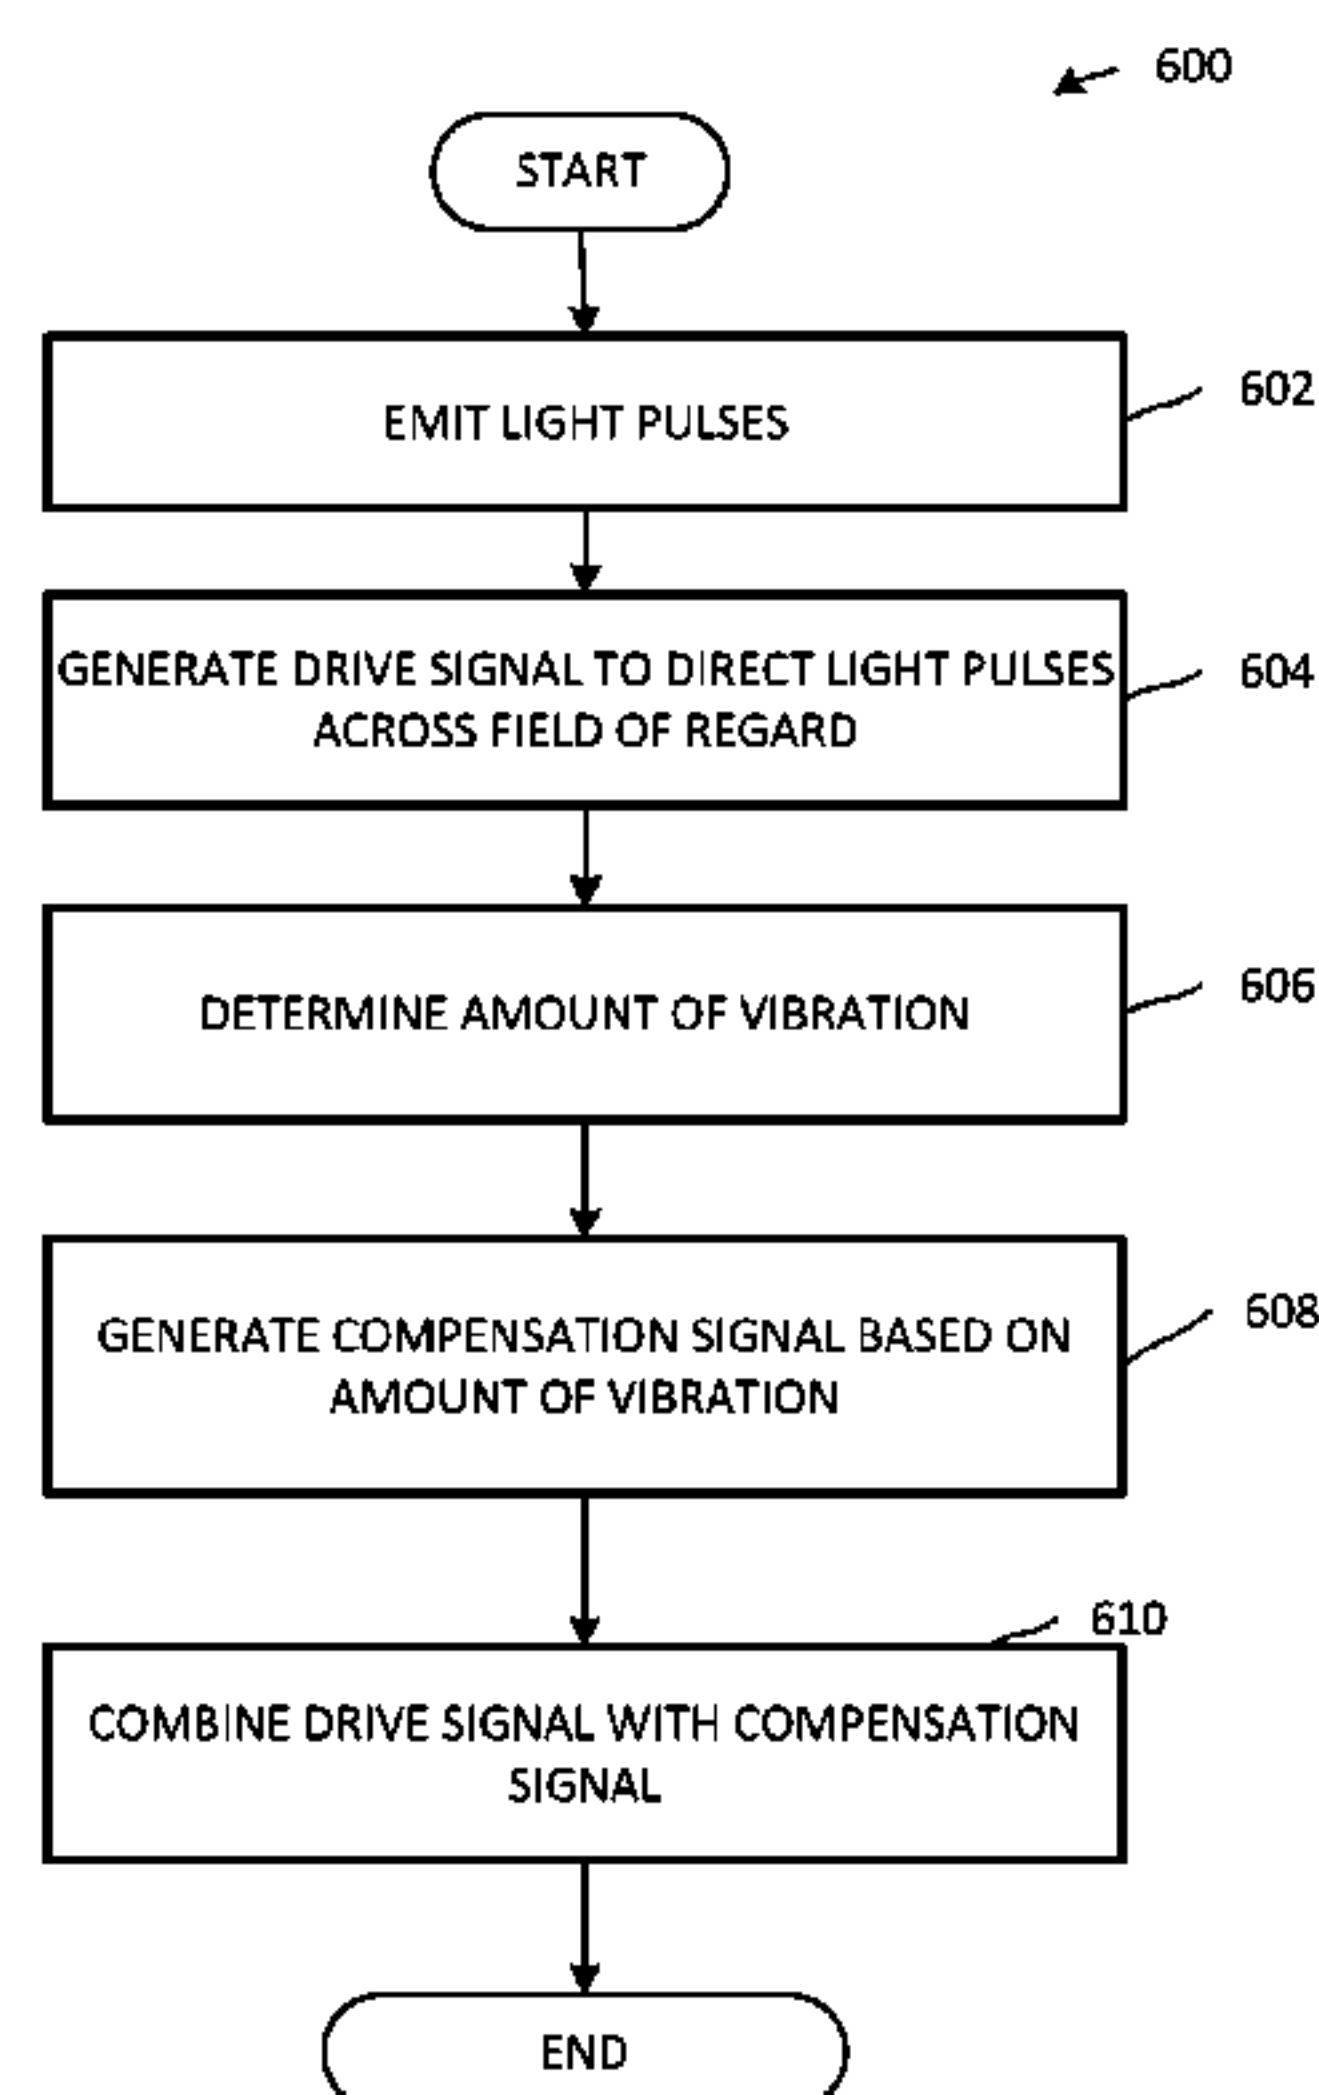 600
START
EMIT LIGHT PULSES
602
GENERATE DRIVE SIGNAL TO DIRECT LIGHT PULSES
ACROSS FIELD OF REGARD
604
DETERMINE AMOUNT OF VIBRATION
606
GENERATE COMPENSATION SIGNAL BASED ON
AMOUNT OF VIBRATION
608
610
COMBINE DRIVE SIGNAL WITH COMPENSATION
SIGNAL
END